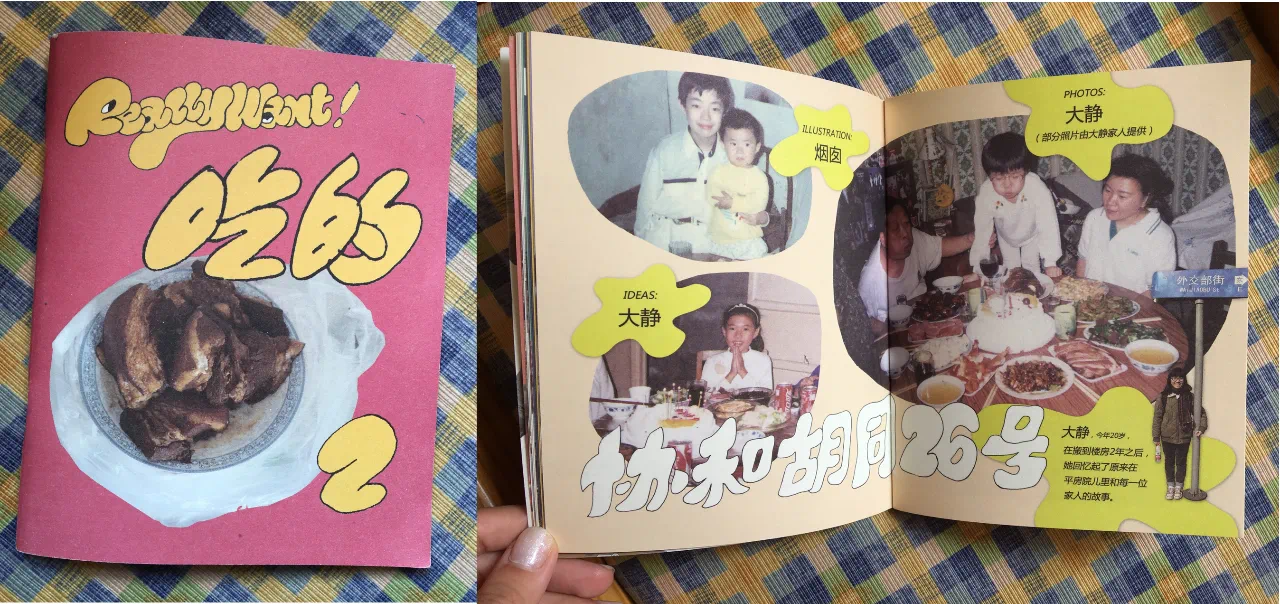 Really Want!
吃的
2
ILLUSTRATION:
烟囱
PHOTOS:
大静
(部分照片由大静家人提供)
IDEAS:
大静
外交部街
东
E
协和胡同26号
大静，今年20岁，
在搬到楼房2年之后，
她回忆起了原来在
平房院儿里和每一位
家人的故事。